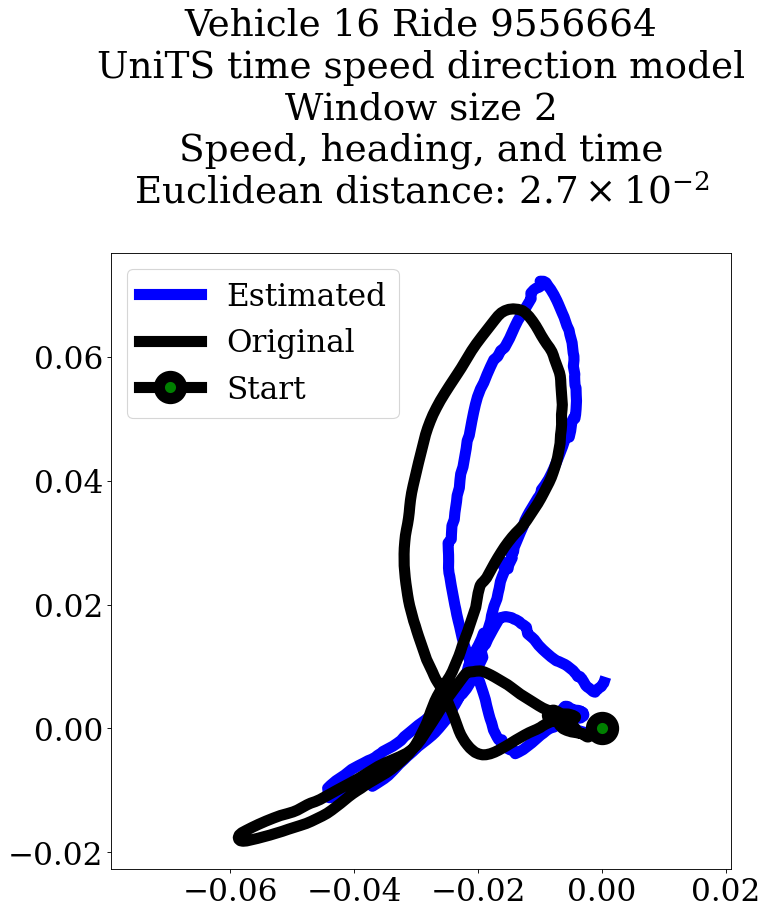 Vehicle 16 Ride 9556664
UniTS time speed direction model
Window size 2
Speed, heading, and time
Euclidean distance: 2.7 × 10⁻²
Estimated
Original
Start
0.06
0.04
0.02
0.00
−0.02
−0.06 −0.04 −0.02 0.00 0.02